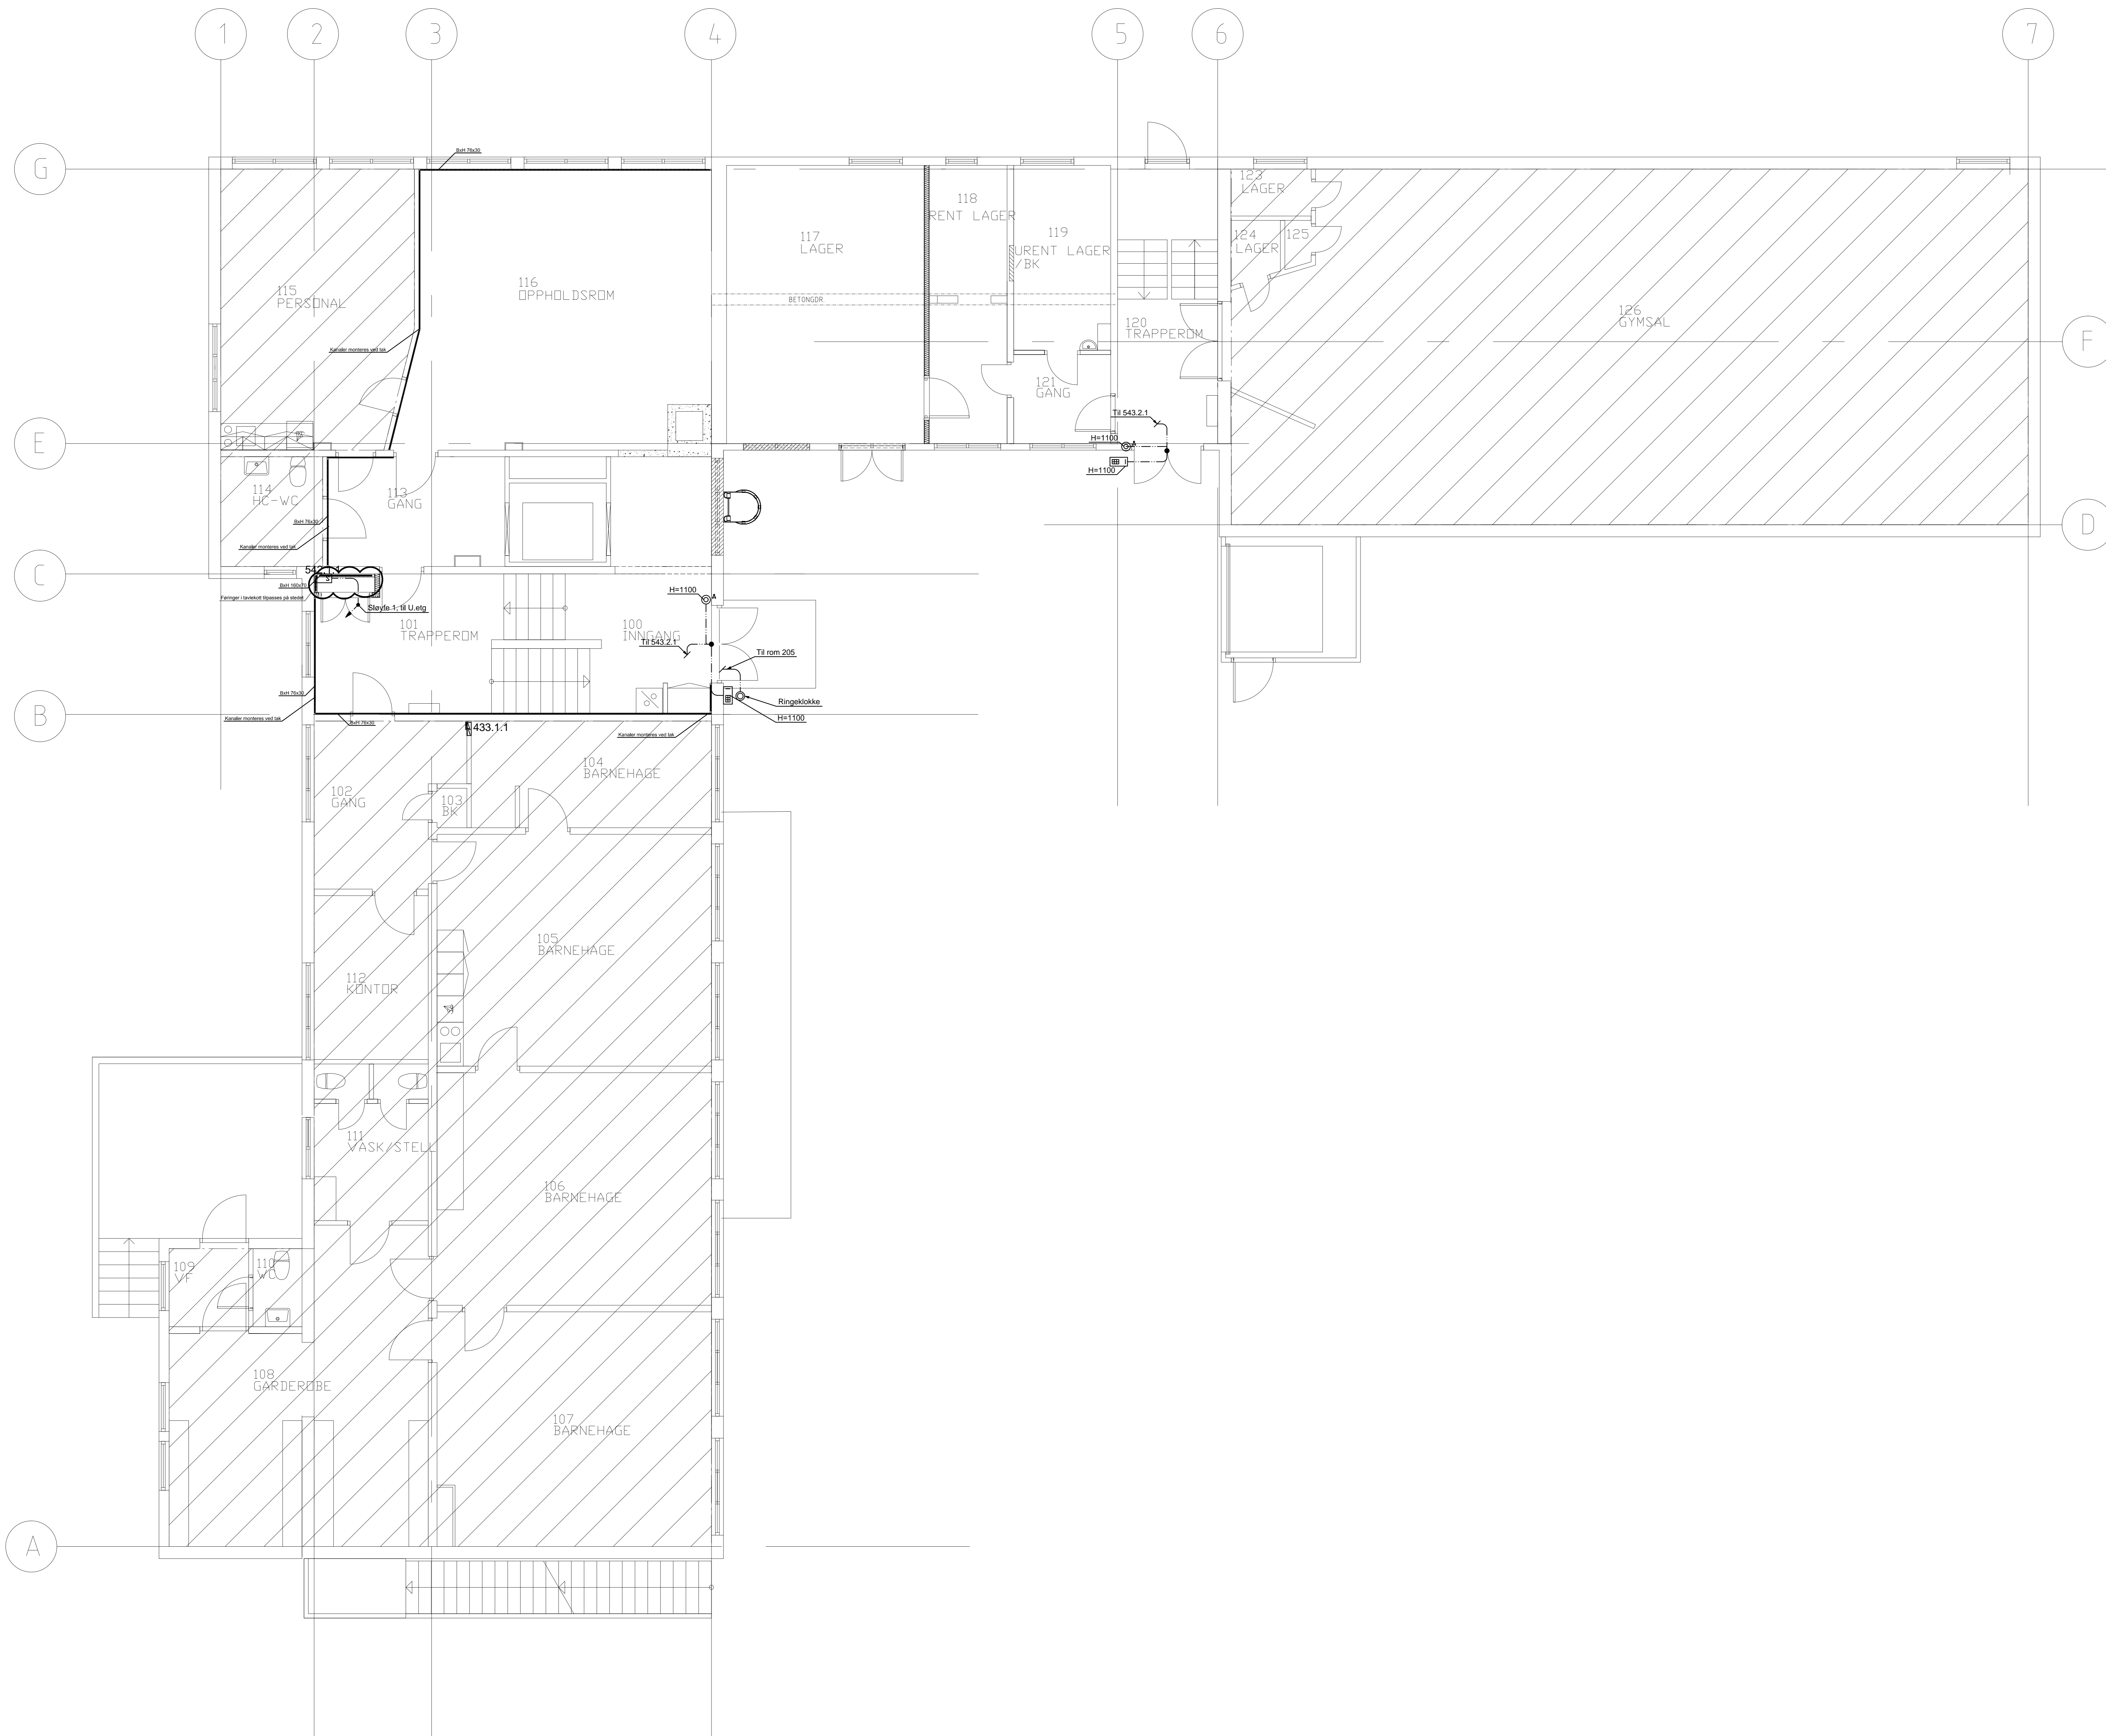 1
2
3
4
5
6
7
G
BxH 76x30
123
LAGER
118
RENT LAGER
119
URENT LAGER
/BK
117
LAGER
124
LAGER
125
116
OPPHOLDSROM
115
PERSONAL
BETONGDR
120
TRAPPEROM
126
GYMSAL
F
Kanaler monteres ved tak
121
GANG
Til 543.2.1
E
H=1100
A
H=1100
114
HC-WC
113
GANG
BxH 76x30
D
Kanaler monteres ved tak
C
BxH 160x70
Føringer i tavlekott tilpasses på stedet
Sløyfe 1, til U.etg
H=1100
A
101
TRAPPEROM
100
INNGANG
Til 543.2.1
Til rom 205
BxH 76x30
Ringeklokke
B
Kanaler monteres ved tak
BxH 76x30
H=1100
433.1.1
Kanaler monteres ved tak
104
BARNEHAGE
102
GANG
103
BK
105
BARNEHAGE
112
KONTOR
111
VASK/STELL
106
BARNEHAGE
109
VF
110
WC
108
GARDEROBE
107
BARNEHAGE
A